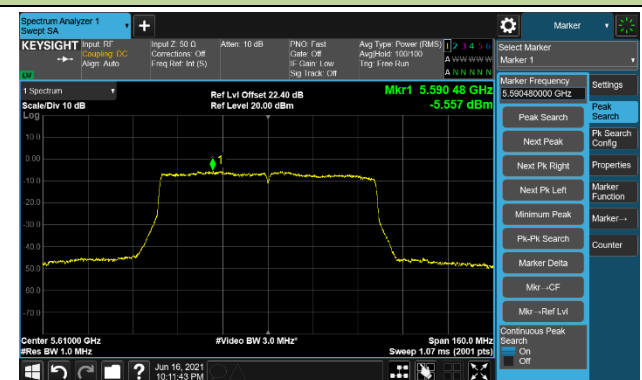 Spectrum Analyzer 1
Swept SA
+
Marker
KEYSIGHT
Input: RF
Coupling: DC
Align: Auto
Input Z: 50 Ω
Corrections: Off
Freq Ref: Int (S)
Atten: 10 dB
PNO: Fast
Gate: Off
IF Gain: Low
Sig Track: Off
Avg Type: Power (RMS)
Avg|Hold: 100/100
Trig: Free Run
1 2 3 4 5 6
A W W W W W
A N N N N N
Select Marker
Marker 1
1 Spectrum
Scale/Div 10 dB
Log
Ref Lvl Offset 22.40 dB
Ref Level 20.00 dBm
Mkr1 5.590 48 GHz
-5.557 dBm
10.0
0.00
-10.0
-20.0
-30.0
-40.0
-50.0
-60.0
-70.0
1
Center 5.61000 GHz
#Res BW 1.0 MHz
#Video BW 3.0 MHz*
Span 160.0 MHz
Sweep 1.07 ms (2001 pts)
Marker Frequency
5.590480000 GHz
Peak Search
Next Peak
Next Pk Right
Next Pk Left
Minimum Peak
Pk-Pk Search
Marker Delta
Mkr→CF
Mkr→Ref Lvl
Continuous Peak
Search
On
Off
Settings
Peak
Search
Pk Search
Config
Properties
Marker
Function
Marker→
Counter
?
Jun 16, 2021
10:11:43 PM